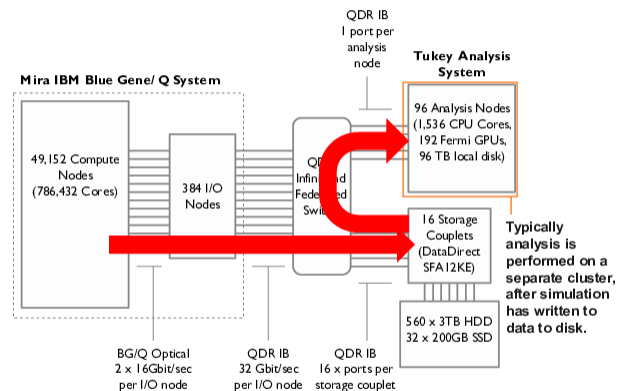 QDR IB
1 port per
analysis
node
Mira IBM Blue Gene/ Q System
Tukey Analysis
System
49,152 Compute
Nodes
(786,432 Cores)
384 I/O
Nodes
96 Analysis Nodes
(1,536 CPU Cores,
192 Fermi GPUs,
96 TB local disk)
16 Storage
Couplets
(DataDirect
SFA12KE)
560 x 3TB HDD
32 x 200GB SSD
Typically
analysis is
performed on a
separate cluster,
after simulation
has written to
data to disk.
BG/Q Optical
2 x 16Gbit/sec
per I/O node
QDR IB
32 Gbit/sec
per I/O node
QDR IB
16 x ports per
storage couplet